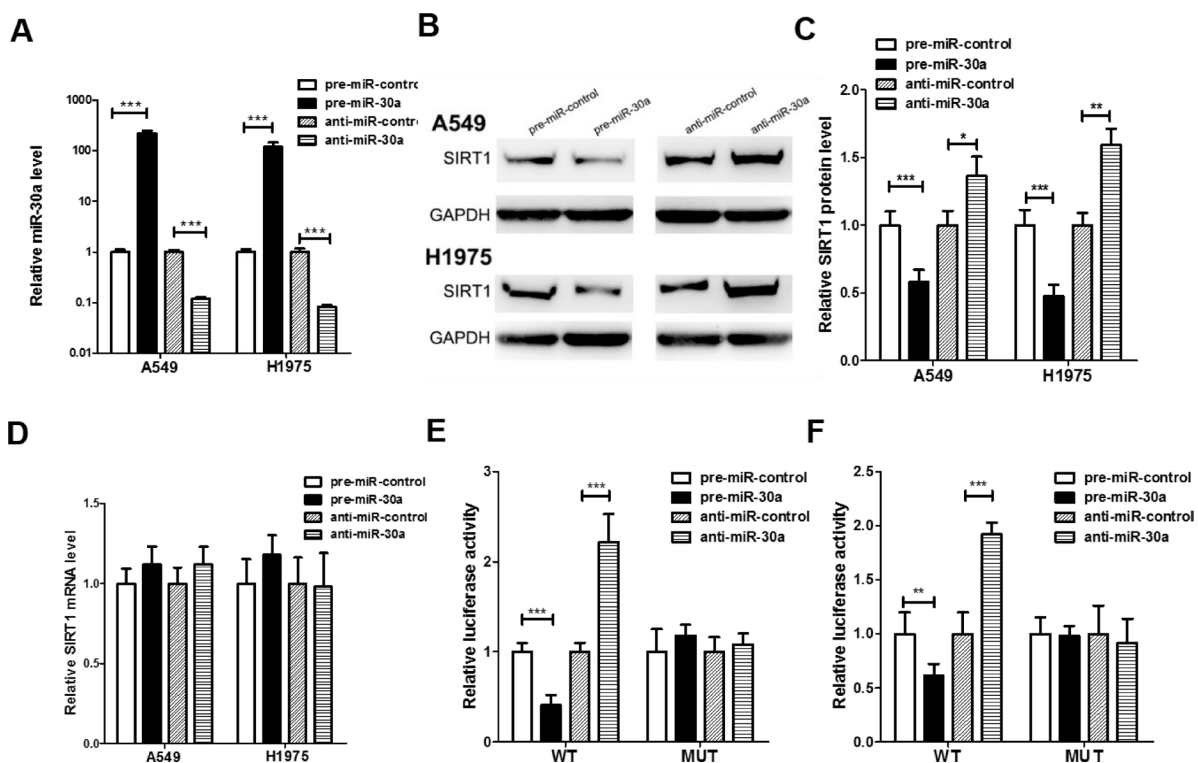 A
Relative miR-30a level
1000
100
10
1
0.1
0.01
***
***
***
***
pre-miR-control
pre-miR-30a
anti-miR-control
anti-miR-30a
A549
H1975
B
pre-miR-control
pre-miR-30a
anti-miR-control
anti-miR-30a
A549
SIRT1
GAPDH
H1975
SIRT1
GAPDH
C
pre-miR-control
pre-miR-30a
anti-miR-control
anti-miR-30a
Relative SIRT1 protein level
2.0
1.5
1.0
0.5
0.0
***
*
***
**
A549
H1975
D
Relative SIRT1 mRNA level
1.5
1.0
0.5
0.0
pre-miR-control
pre-miR-30a
anti-miR-control
anti-miR-30a
A549
H1975
E
Relative luciferase activity
3
2
1
0
***
***
pre-miR-control
pre-miR-30a
anti-miR-control
anti-miR-30a
WT
MUT
F
Relative luciferase activity
2.5
2.0
1.5
1.0
0.5
0.0
**
***
pre-miR-control
pre-miR-30a
anti-miR-control
anti-miR-30a
WT
MUT